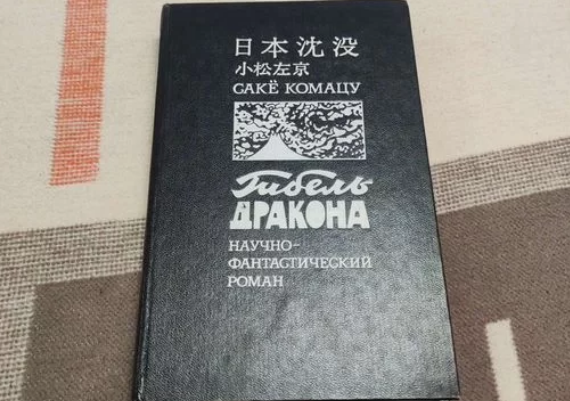 日本沈没
小松左京
САКЁ КОМАЦУ
Гибель
ДРАКОНА
НАУЧНО-
ФАНТАСТИЧЕСКИЙ
РОМАН